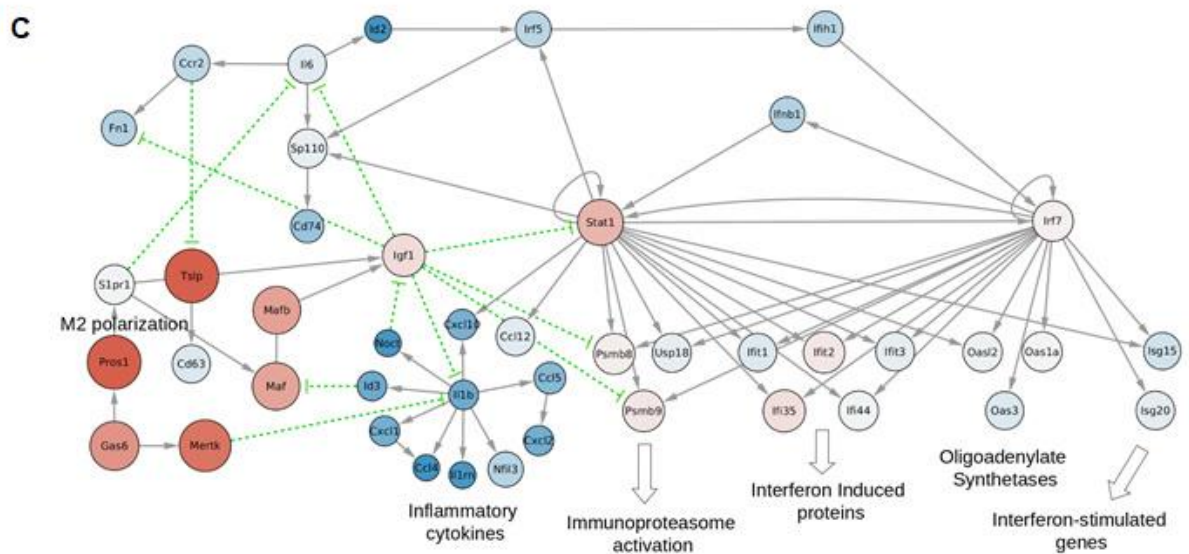 C
Id2
Irf5
Ifih1
Ccr2
Il6
Ifnb1
Fn1
Sp110
Cd74
Stat1
Irf7
Igf1
S1pr1
Tslp
Mafb
M2 polarization
Noct
Cxcl10
Ccl12
Psmb8
Usp18
Ifit1
Ifit2
Ifit3
Oasl2
Oas1a
Isg15
Pros1
Cd63
Maf
Id3
Il1b
Ccl5
Psmb9
Ifi35
Ifi44
Oas3
Isg20
Gas6
Mertk
Cxcl1
Cxcl2
Ccl4
Il1rn
Nfil3
Inflammatory
cytokines
Immunoproteasome
activation
Interferon Induced
proteins
Oligoadenylate
Synthetases
Interferon-stimulated
genes